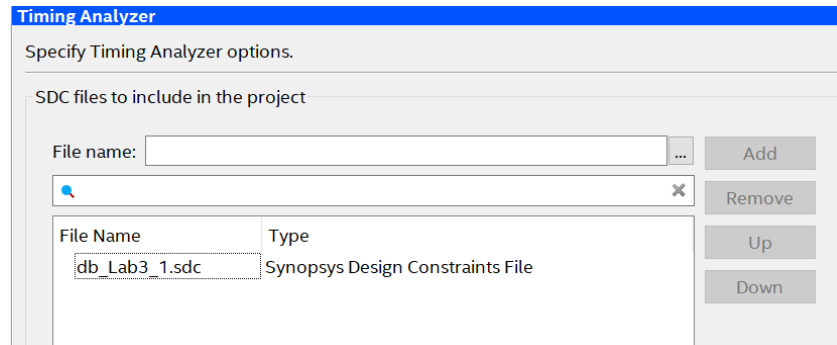 Timing Analyzer
Specify Timing Analyzer options.
SDC files to include in the project
File name: ... Add
Remove
File Name Type Up
db_Lab3_1.sdc Synopsys Design Constraints File
Down